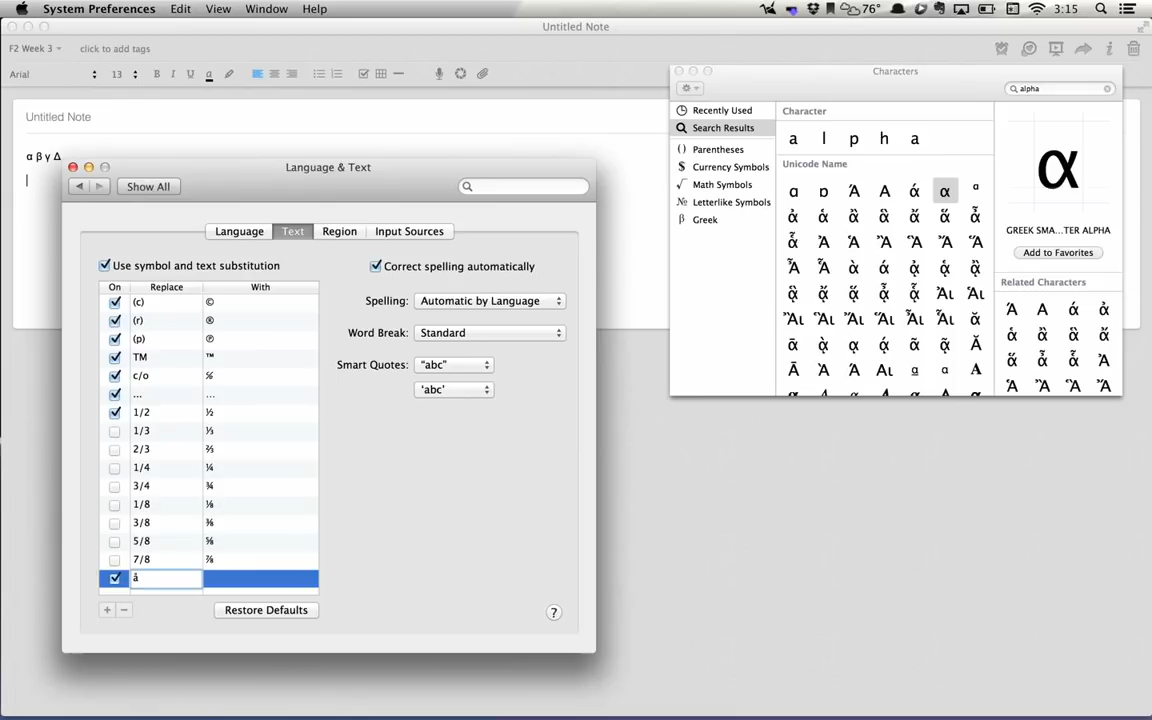 System Preferences Edit View Window Help 76° 3:15
Untitled Note
F2 Week 3 click to add tags
Arial 13 B I U a
Untitled Note
α β γ Δ
Language & Text
Show All
Language Text Region Input Sources
Use symbol and text substitution
On Replace With
(c) ©
(r) ®
(p) ℗
TM ™
c/o ℅
... …
1/2 ½
1/3 ⅓
2/3 ⅔
1/4 ¼
3/4 ¾
1/8 ⅛
3/8 ⅜
5/8 ⅝
7/8 ⅞
å
+ −
Restore Defaults
Correct spelling automatically
Spelling: Automatic by Language
Word Break: Standard
Smart Quotes: “abc”
‘abc’
?
Characters
alpha
Recently Used
Search Results
( ) Parentheses
$ Currency Symbols
√ Math Symbols
№ Letterlike Symbols
β Greek
Character
a l p h a
Unicode Name
ɑ ɒ Ά Α ά α ᵅ
α
GREEK SMA...TER ALPHA
Add to Favorites
Related Characters